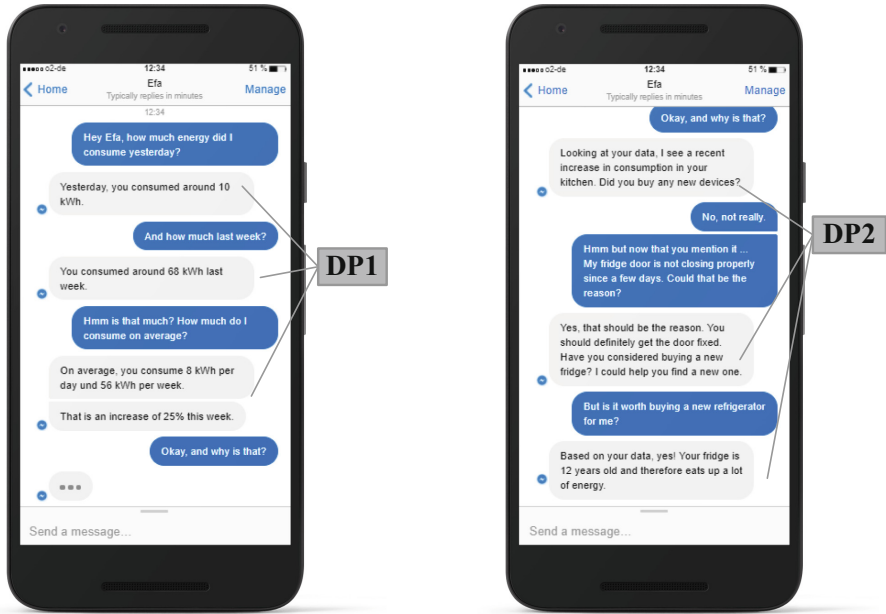 o2-de 12:34 51 %
Home Efa Manage
Typically replies in minutes
12:34
Hey Efa, how much energy did I
consume yesterday?
Yesterday, you consumed around 10
kWh.
And how much last week?
You consumed around 68 kWh last
week.
Hmm is that much? How much do I
consume on average?
On average, you consume 8 kWh per
day und 56 kWh per week.
That is an increase of 25% this week.
Okay, and why is that?
Send a message...
DP1
o2-de 12:34 51 %
Home Efa Manage
Typically replies in minutes
Okay, and why is that?
Looking at your data, I see a recent
increase in consumption in your
kitchen. Did you buy any new devices?
No, not really.
Hmm but now that you mention it ...
My fridge door is not closing properly
since a few days. Could that be the
reason?
Yes, that should be the reason. You
should definitely get the door fixed.
Have you considered buying a new
fridge? I could help you find a new one.
But is it worth buying a new refrigerator
for me?
Based on your data, yes! Your fridge is
12 years old and therefore eats up a lot
of energy.
Send a message...
DP2